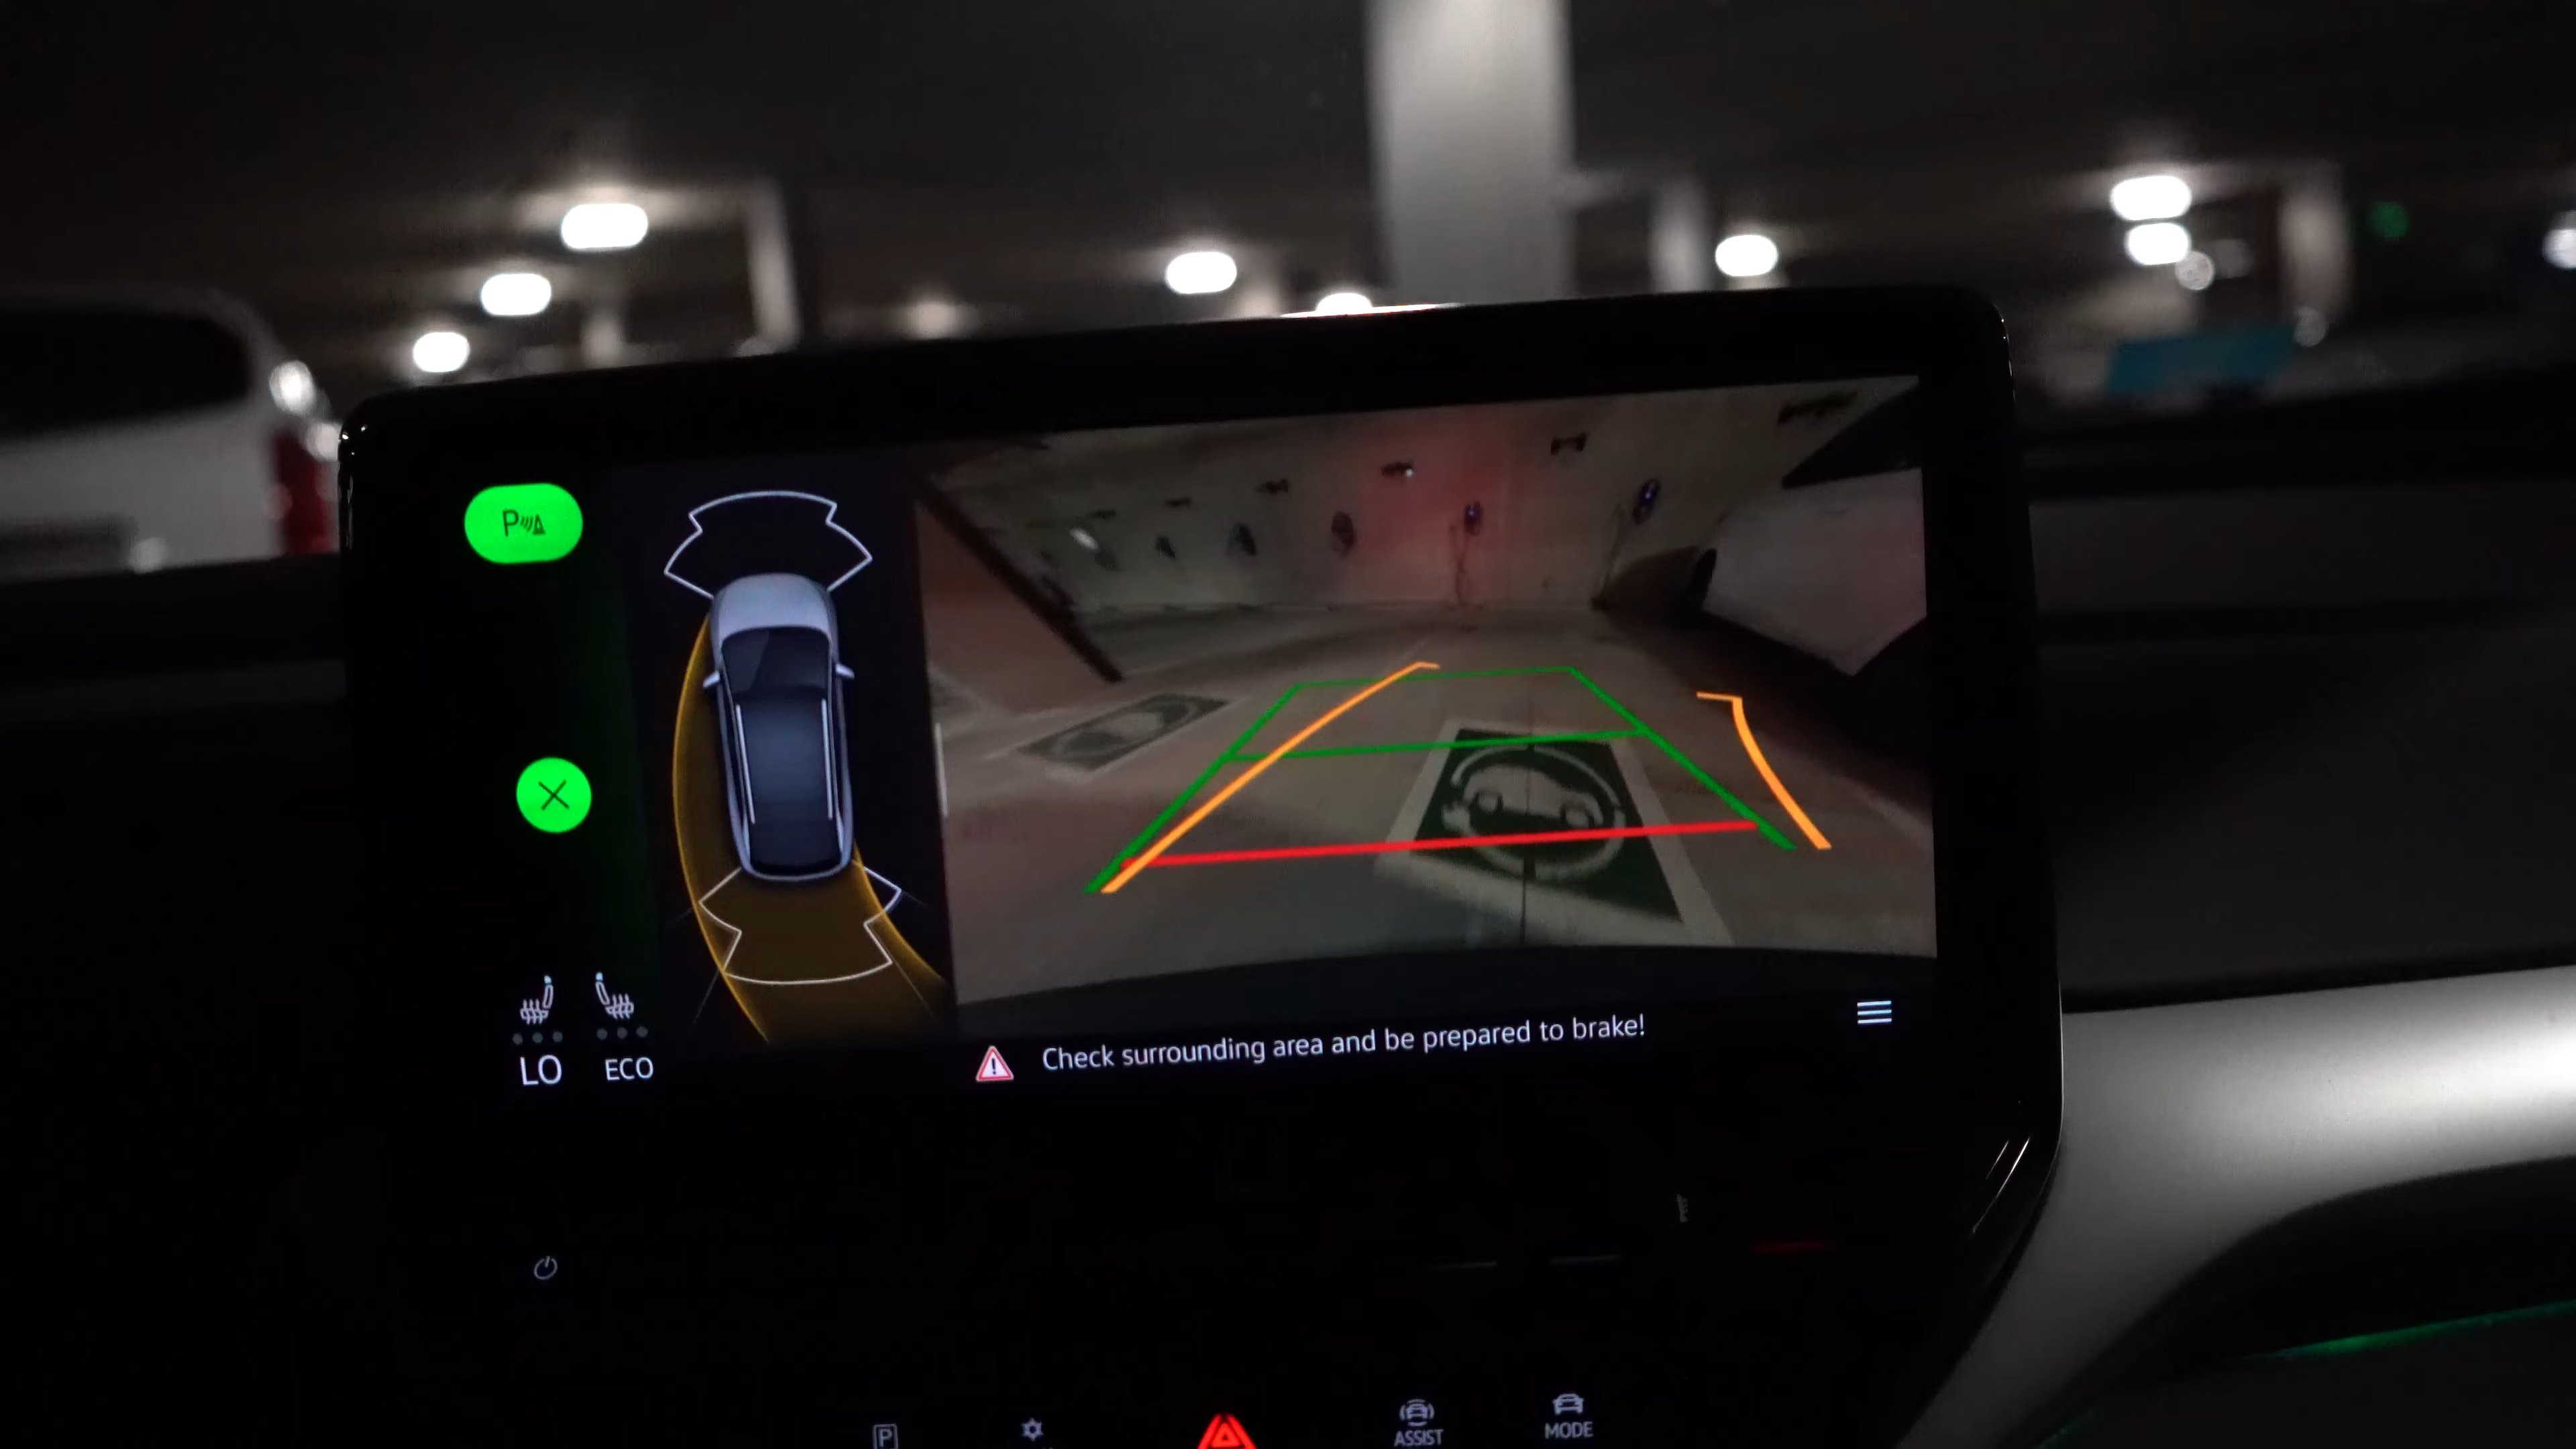 P
LO
ECO
Check surrounding area and be prepared to brake!
P
ASSIST
MODE